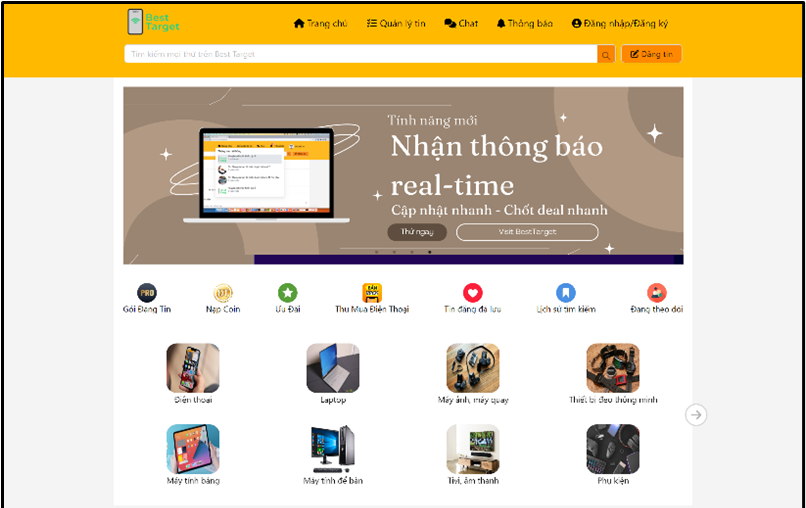 Best
Target
Trang chủ
Quản lý tin
Chat
Thông báo
Đăng nhập/Đăng ký
Tìm kiếm mọi thứ trên Best Target
Đăng tin
Tính năng mới
Nhận thông báo
real-time
Cập nhật nhanh - Chốt deal nhanh
Thử ngay
Visit BestTarget
PRO
Gói Đăng Tin
Nạp Coin
Ưu Đãi
Thu Mua Điện Thoại
Tin đăng đã lưu
Lịch sử tìm kiếm
Đang theo dõi
Điện thoại
Laptop
Máy ảnh, máy quay
Thiết bị đeo thông minh
Máy tính bảng
Máy tính để bàn
Tivi, âm thanh
Phụ kiện